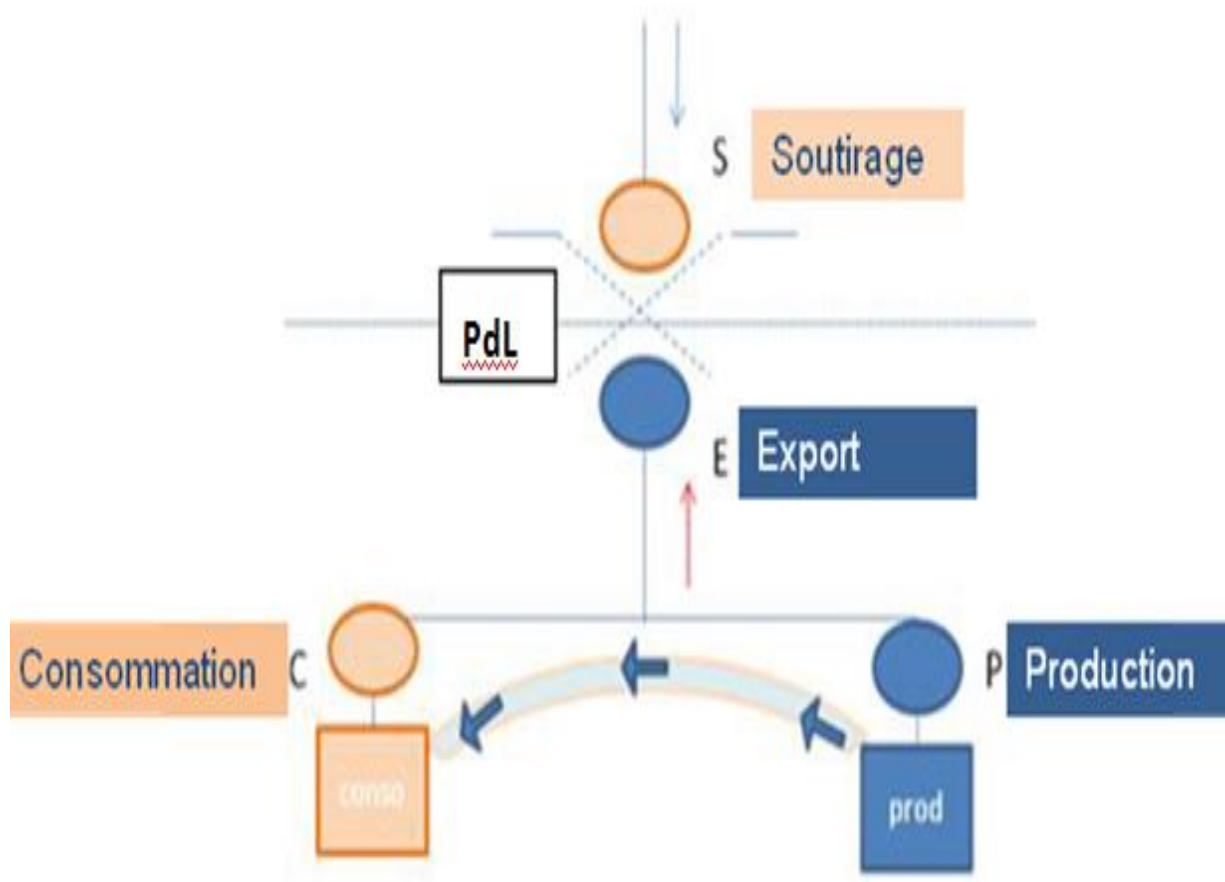 S
Soutirage
PdL
E
Export
Consommation
C
P
Production
conso
prod